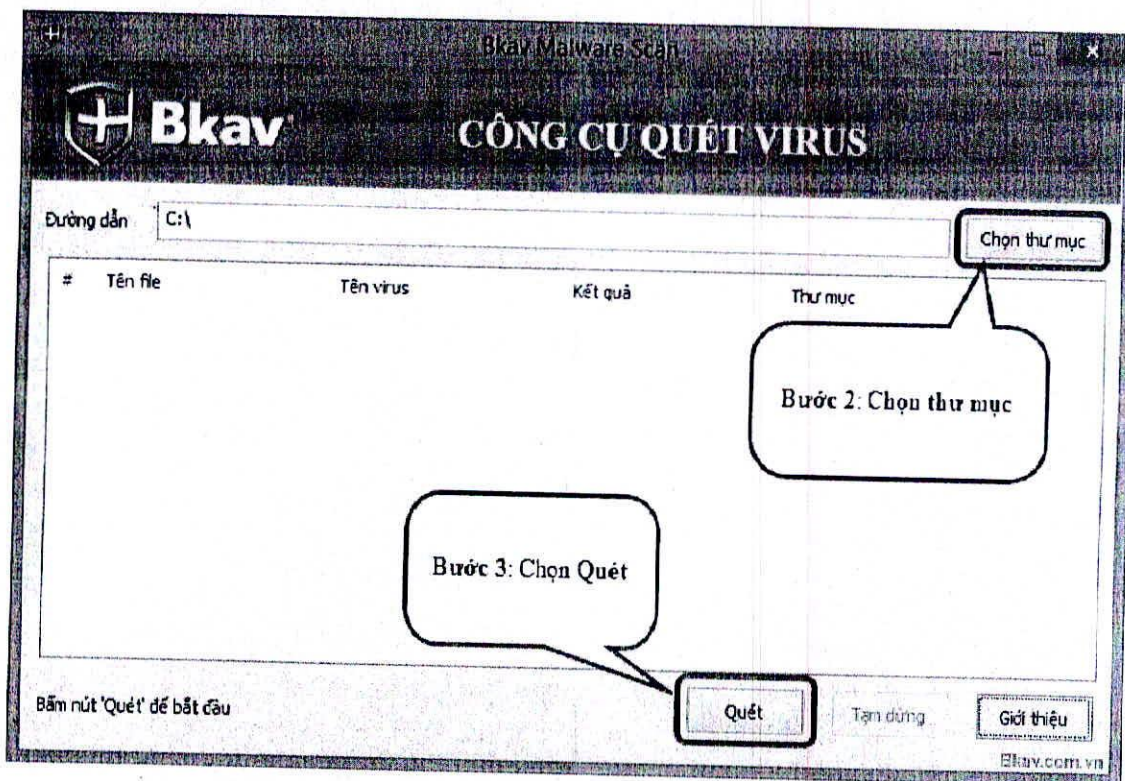 Bkav Malware Scan
Bkav
CÔNG CỤ QUÉT VIRUS
Đường dẫn C:\ Chọn thư mục
# Tên file Tên virus Kết quả Thư mục
Bước 2: Chọn thư mục
Bước 3: Chọn Quét
Bấm nút 'Quét' để bắt đầu Quét Tạm dừng Giới thiệu
Bkav.com.vn